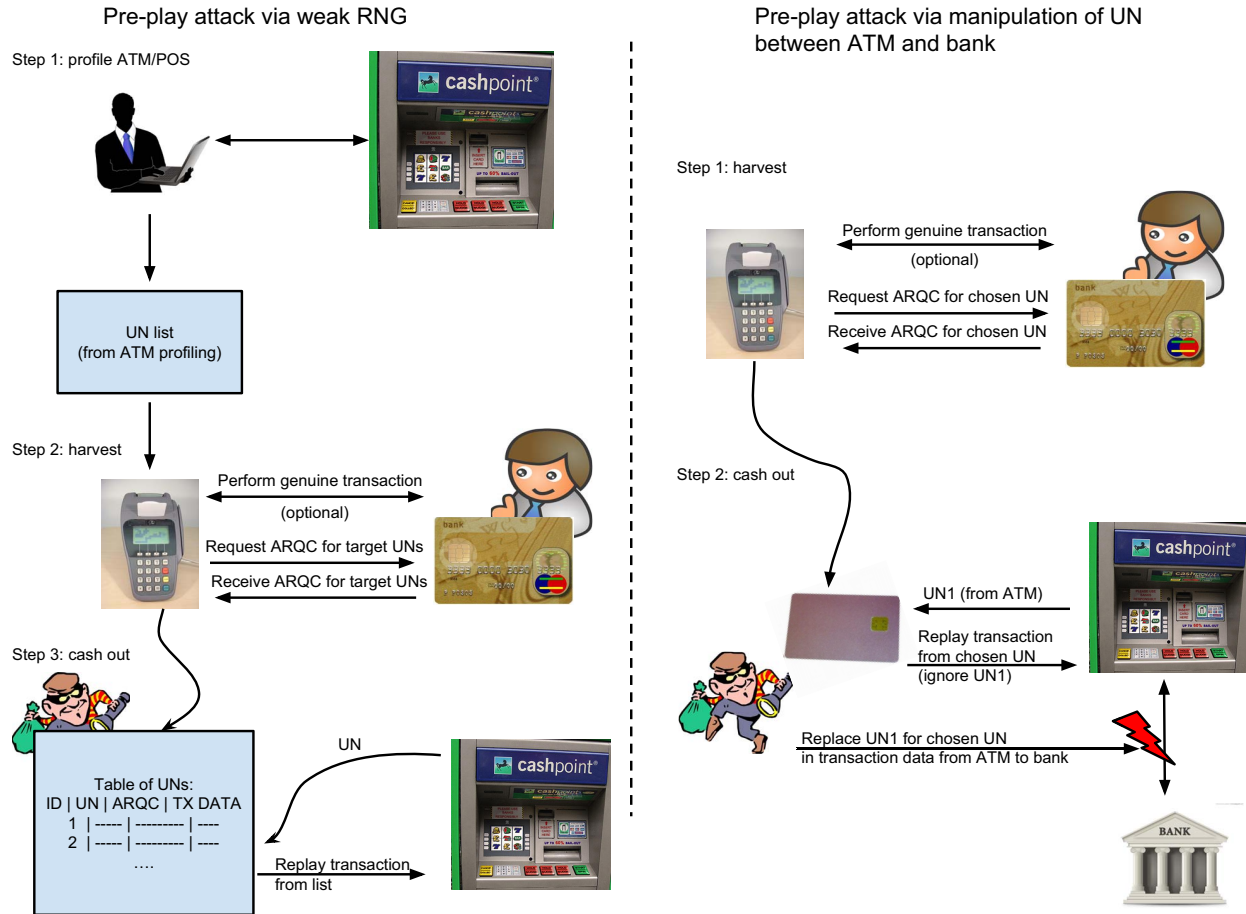 Pre-play attack via weak RNG
Step 1: profile ATM/POS
cashpoint®
UN list
(from ATM profiling)
Step 2: harvest
Perform genuine transaction
(optional)
Request ARQC for target UNs
Receive ARQC for target UNs
bank
Step 3: cash out
Table of UNs:
ID | UN | ARQC | TX DATA
1 | ----- | --------- | ----
2 | ----- | --------- | ----
....
UN
Replay transaction
from list
cashpoint®
Pre-play attack via manipulation of UN
between ATM and bank
Step 1: harvest
Perform genuine transaction
(optional)
Request ARQC for chosen UN
Receive ARQC for chosen UN
bank
Step 2: cash out
UN1 (from ATM)
Replay transaction
from chosen UN
(ignore UN1)
cashpoint®
Replace UN1 for chosen UN
in transaction data from ATM to bank
BANK